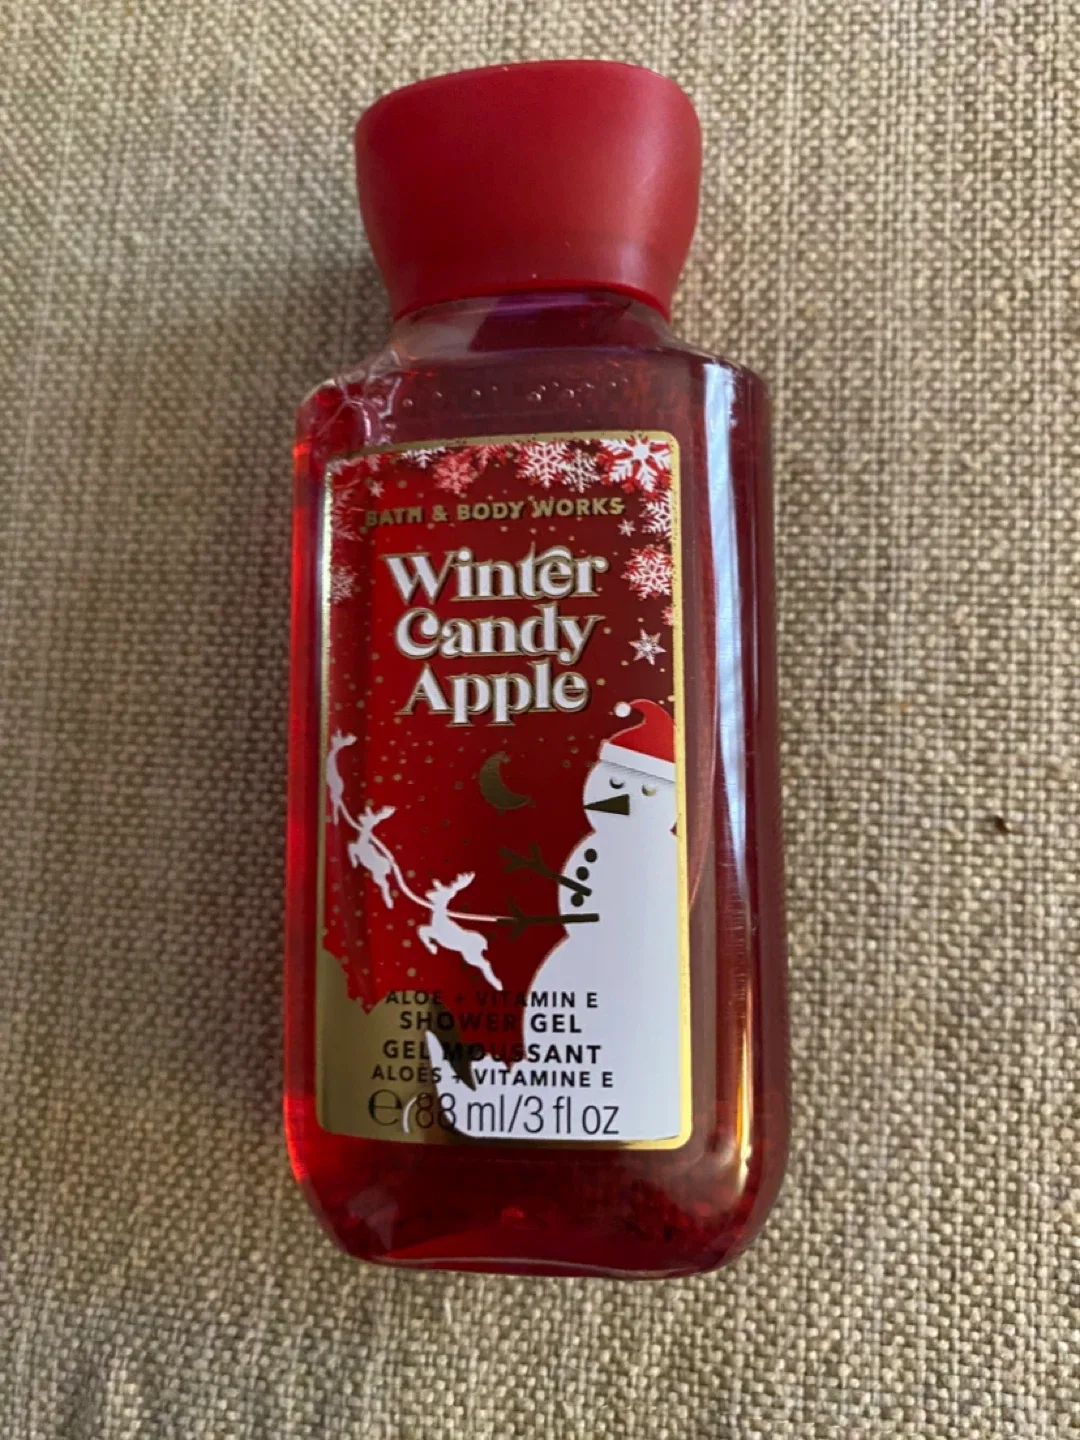 BATH & BODY WORKS
Winter
Candy
Apple
ALOE + VITAMIN E
SHOWER GEL
GEL MOUSSANT
ALOÈS + VITAMINE E
℮ 88 ml/3 fl oz